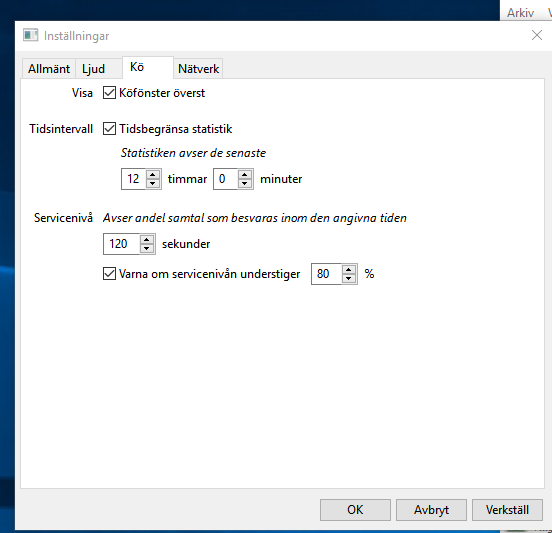 Arkiv
Inställningar
Allmänt Ljud Kö Nätverk
Visa Köfönster överst
Tidsintervall Tidsbegränsa statistik
Statistiken avser de senaste
12 timmar 0 minuter
Servicenivå Avser andel samtal som besvaras inom den angivna tiden
120 sekunder
Varna om servicenivån understiger 80 %
OK Avbryt Verkställ